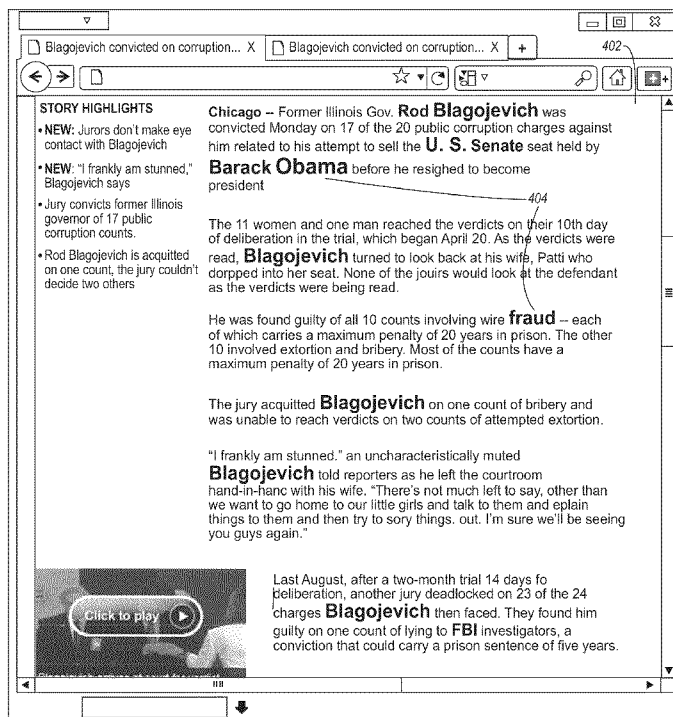 Blagojevich convicted on corruption... X
Blagojevich convicted on corruption... X
+
402
STORY HIGHLIGHTS
• NEW: Jurors don't make eye
contact with Blagojevich
• NEW: "I frankly am stunned,"
Blagojevich says
• Jury convicts former Illinois
governor of 17 public
corruption counts.
• Rod Blagojevich is acquitted
on one count, the jury couldn't
decide two others
Chicago -- Former Illinois Gov. Rod Blagojevich was
convicted Monday on 17 of the 20 public corruption charges against
him related to his attempt to sell the U. S. Senate seat held by
Barack Obama before he resighed to become
president
404
The 11 women and one man reached the verdicts on their 10th day
of deliberation in the trial, which began April 20. As the verdicts were
read, Blagojevich turned to look back at his wife, Patti who
dorpped into her seat. None of the jouirs would look at the defendant
as the verdicts were being read.
He was found guilty of all 10 counts involving wire fraud -- each
of which carries a maximum penalty of 20 years in prison. The other
10 involved extortion and bribery. Most of the counts have a
maximum penalty of 20 years in prison.
The jury acquitted Blagojevich on one count of bribery and
was unable to reach verdicts on two counts of attempted extortion.
"I frankly am stunned." an uncharacteristically muted
Blagojevich told reporters as he left the courtroom
hand-in-hanc with his wife. "There's not much left to say, other than
we want to go home to our little girls and talk to them and eplain
things to them and then try to sory things. out. I'm sure we'll be seeing
you guys again."
Click to play
Last August, after a two-month trial 14 days fo
deliberation, another jury deadlocked on 23 of the 24
charges Blagojevich then faced. They found him
guilty on one count of lying to FBI investigators, a
conviction that could carry a prison sentence of five years.